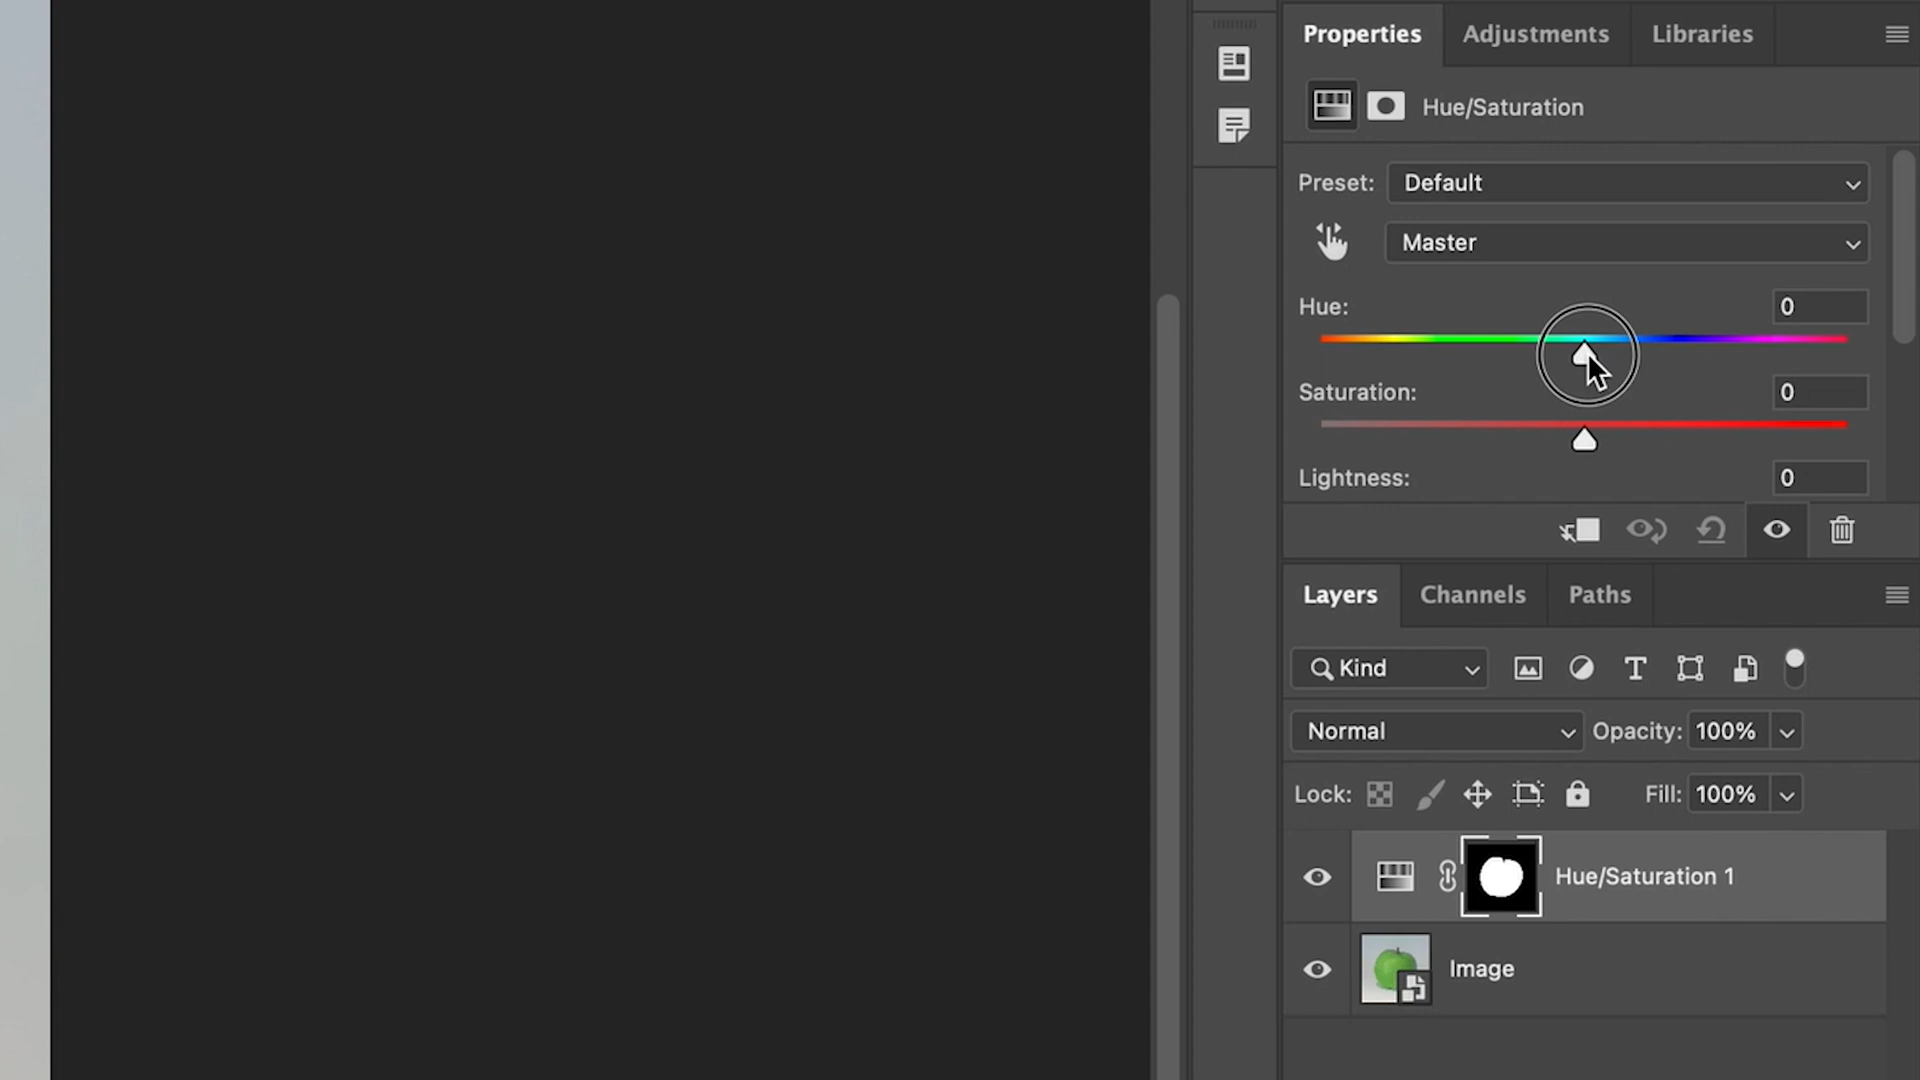 Properties Adjustments Libraries
Hue/Saturation
Preset: Default
Master
Hue: 0
Saturation: 0
Lightness: 0
Layers Channels Paths
Kind
Normal Opacity: 100%
Lock: Fill: 100%
Hue/Saturation 1
Image